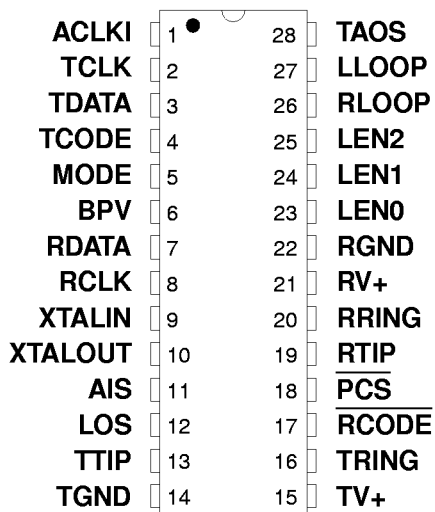 ACLKI 1 28 TAOS
TCLK 2 27 LLOOP
TDATA 3 26 RLOOP
TCODE 4 25 LEN2
MODE 5 24 LEN1
BPV 6 23 LEN0
RDATA 7 22 RGND
RCLK 8 21 RV+
XTALIN 9 20 RRING
XTALOUT 10 19 RTIP
AIS 11 18 PCS
LOS 12 17 RCODE
TTIP 13 16 TRING
TGND 14 15 TV+